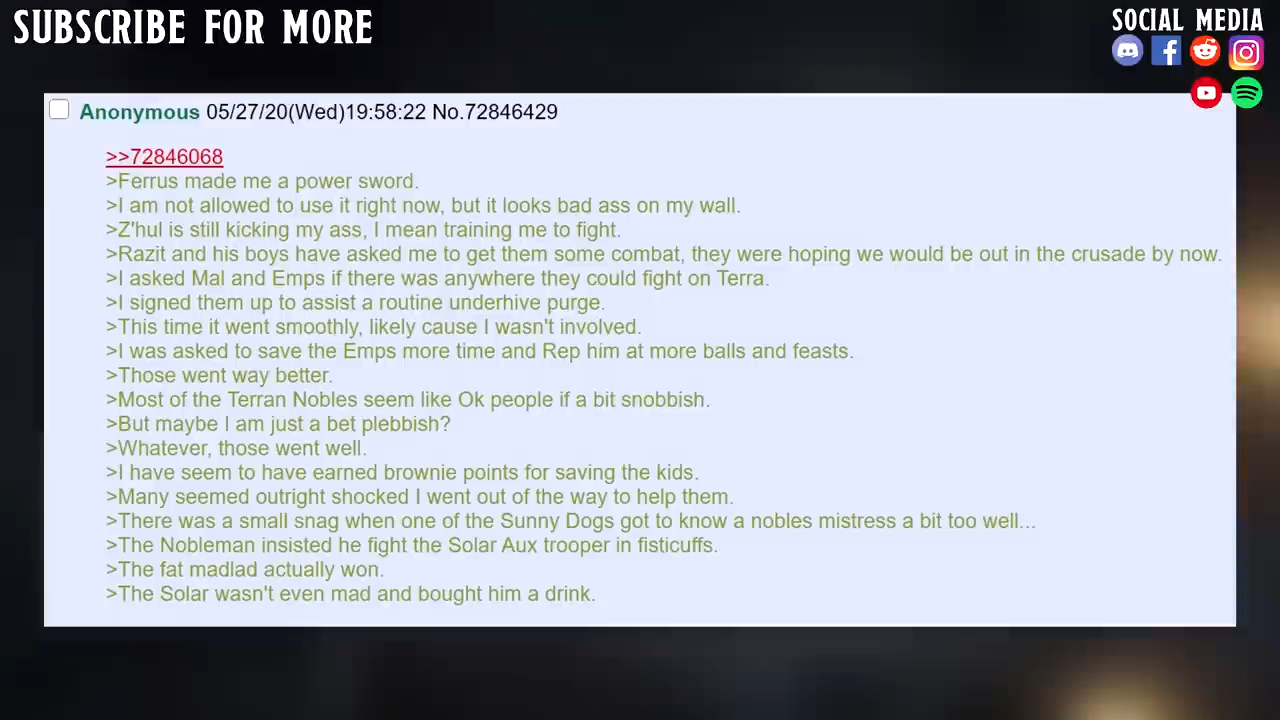 SUBSCRIBE FOR MORE
SOCIAL MEDIA
Anonymous 05/27/20(Wed)19:58:22 No.72846429
>>72846068
>Ferrus made me a power sword.
>I am not allowed to use it right now, but it looks bad ass on my wall.
>Z'hul is still kicking my ass, I mean training me to fight.
>Razit and his boys have asked me to get them some combat, they were hoping we would be out in the crusade by now.
>I asked Mal and Emps if there was anywhere they could fight on Terra.
>I signed them up to assist a routine underhive purge.
>This time it went smoothly, likely cause I wasn't involved.
>I was asked to save the Emps more time and Rep him at more balls and feasts.
>Those went way better.
>Most of the Terran Nobles seem like Ok people if a bit snobbish.
>But maybe I am just a bet plebbish?
>Whatever, those went well.
>I have seem to have earned brownie points for saving the kids.
>Many seemed outright shocked I went out of the way to help them.
>There was a small snag when one of the Sunny Dogs got to know a nobles mistress a bit too well...
>The Nobleman insisted he fight the Solar Aux trooper in fisticuffs.
>The fat madlad actually won.
>The Solar wasn't even mad and bought him a drink.